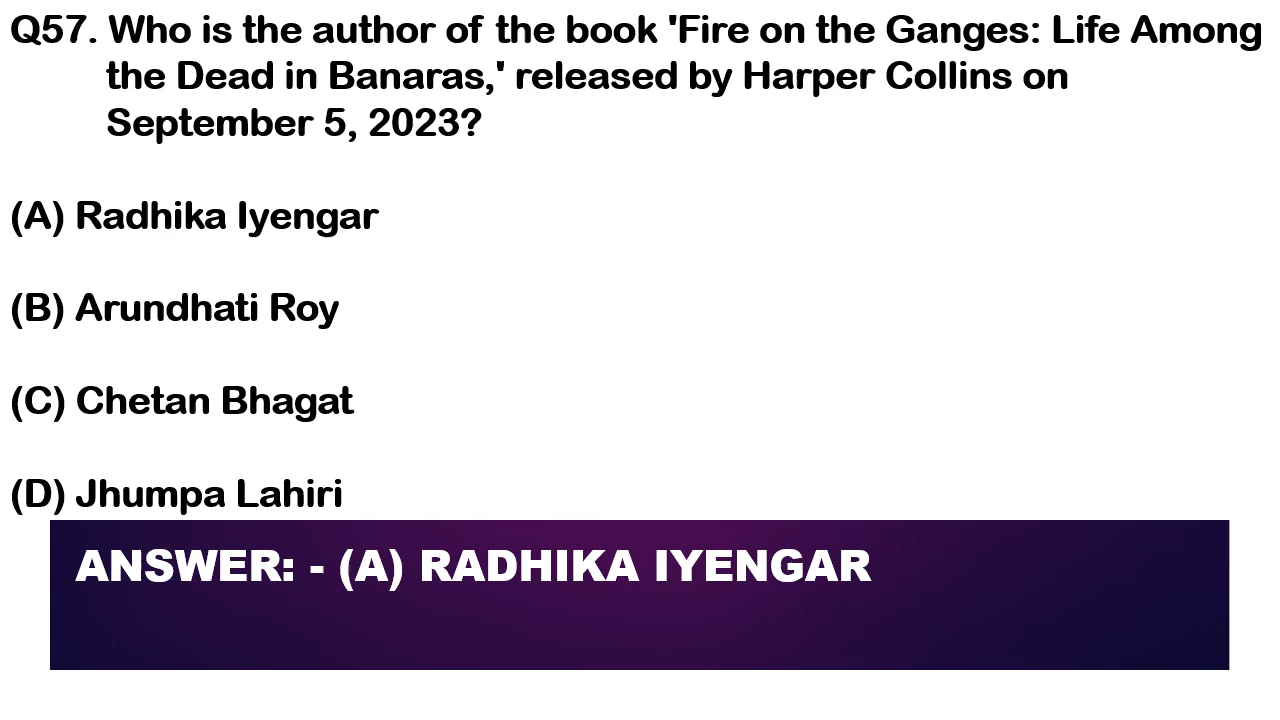 Q57. Who is the author of the book 'Fire on the Ganges: Life Among
the Dead in Banaras,' released by Harper Collins on
September 5, 2023?
(A) Radhika Iyengar
(B) Arundhati Roy
(C) Chetan Bhagat
(D) Jhumpa Lahiri
ANSWER: - (A) RADHIKA IYENGAR